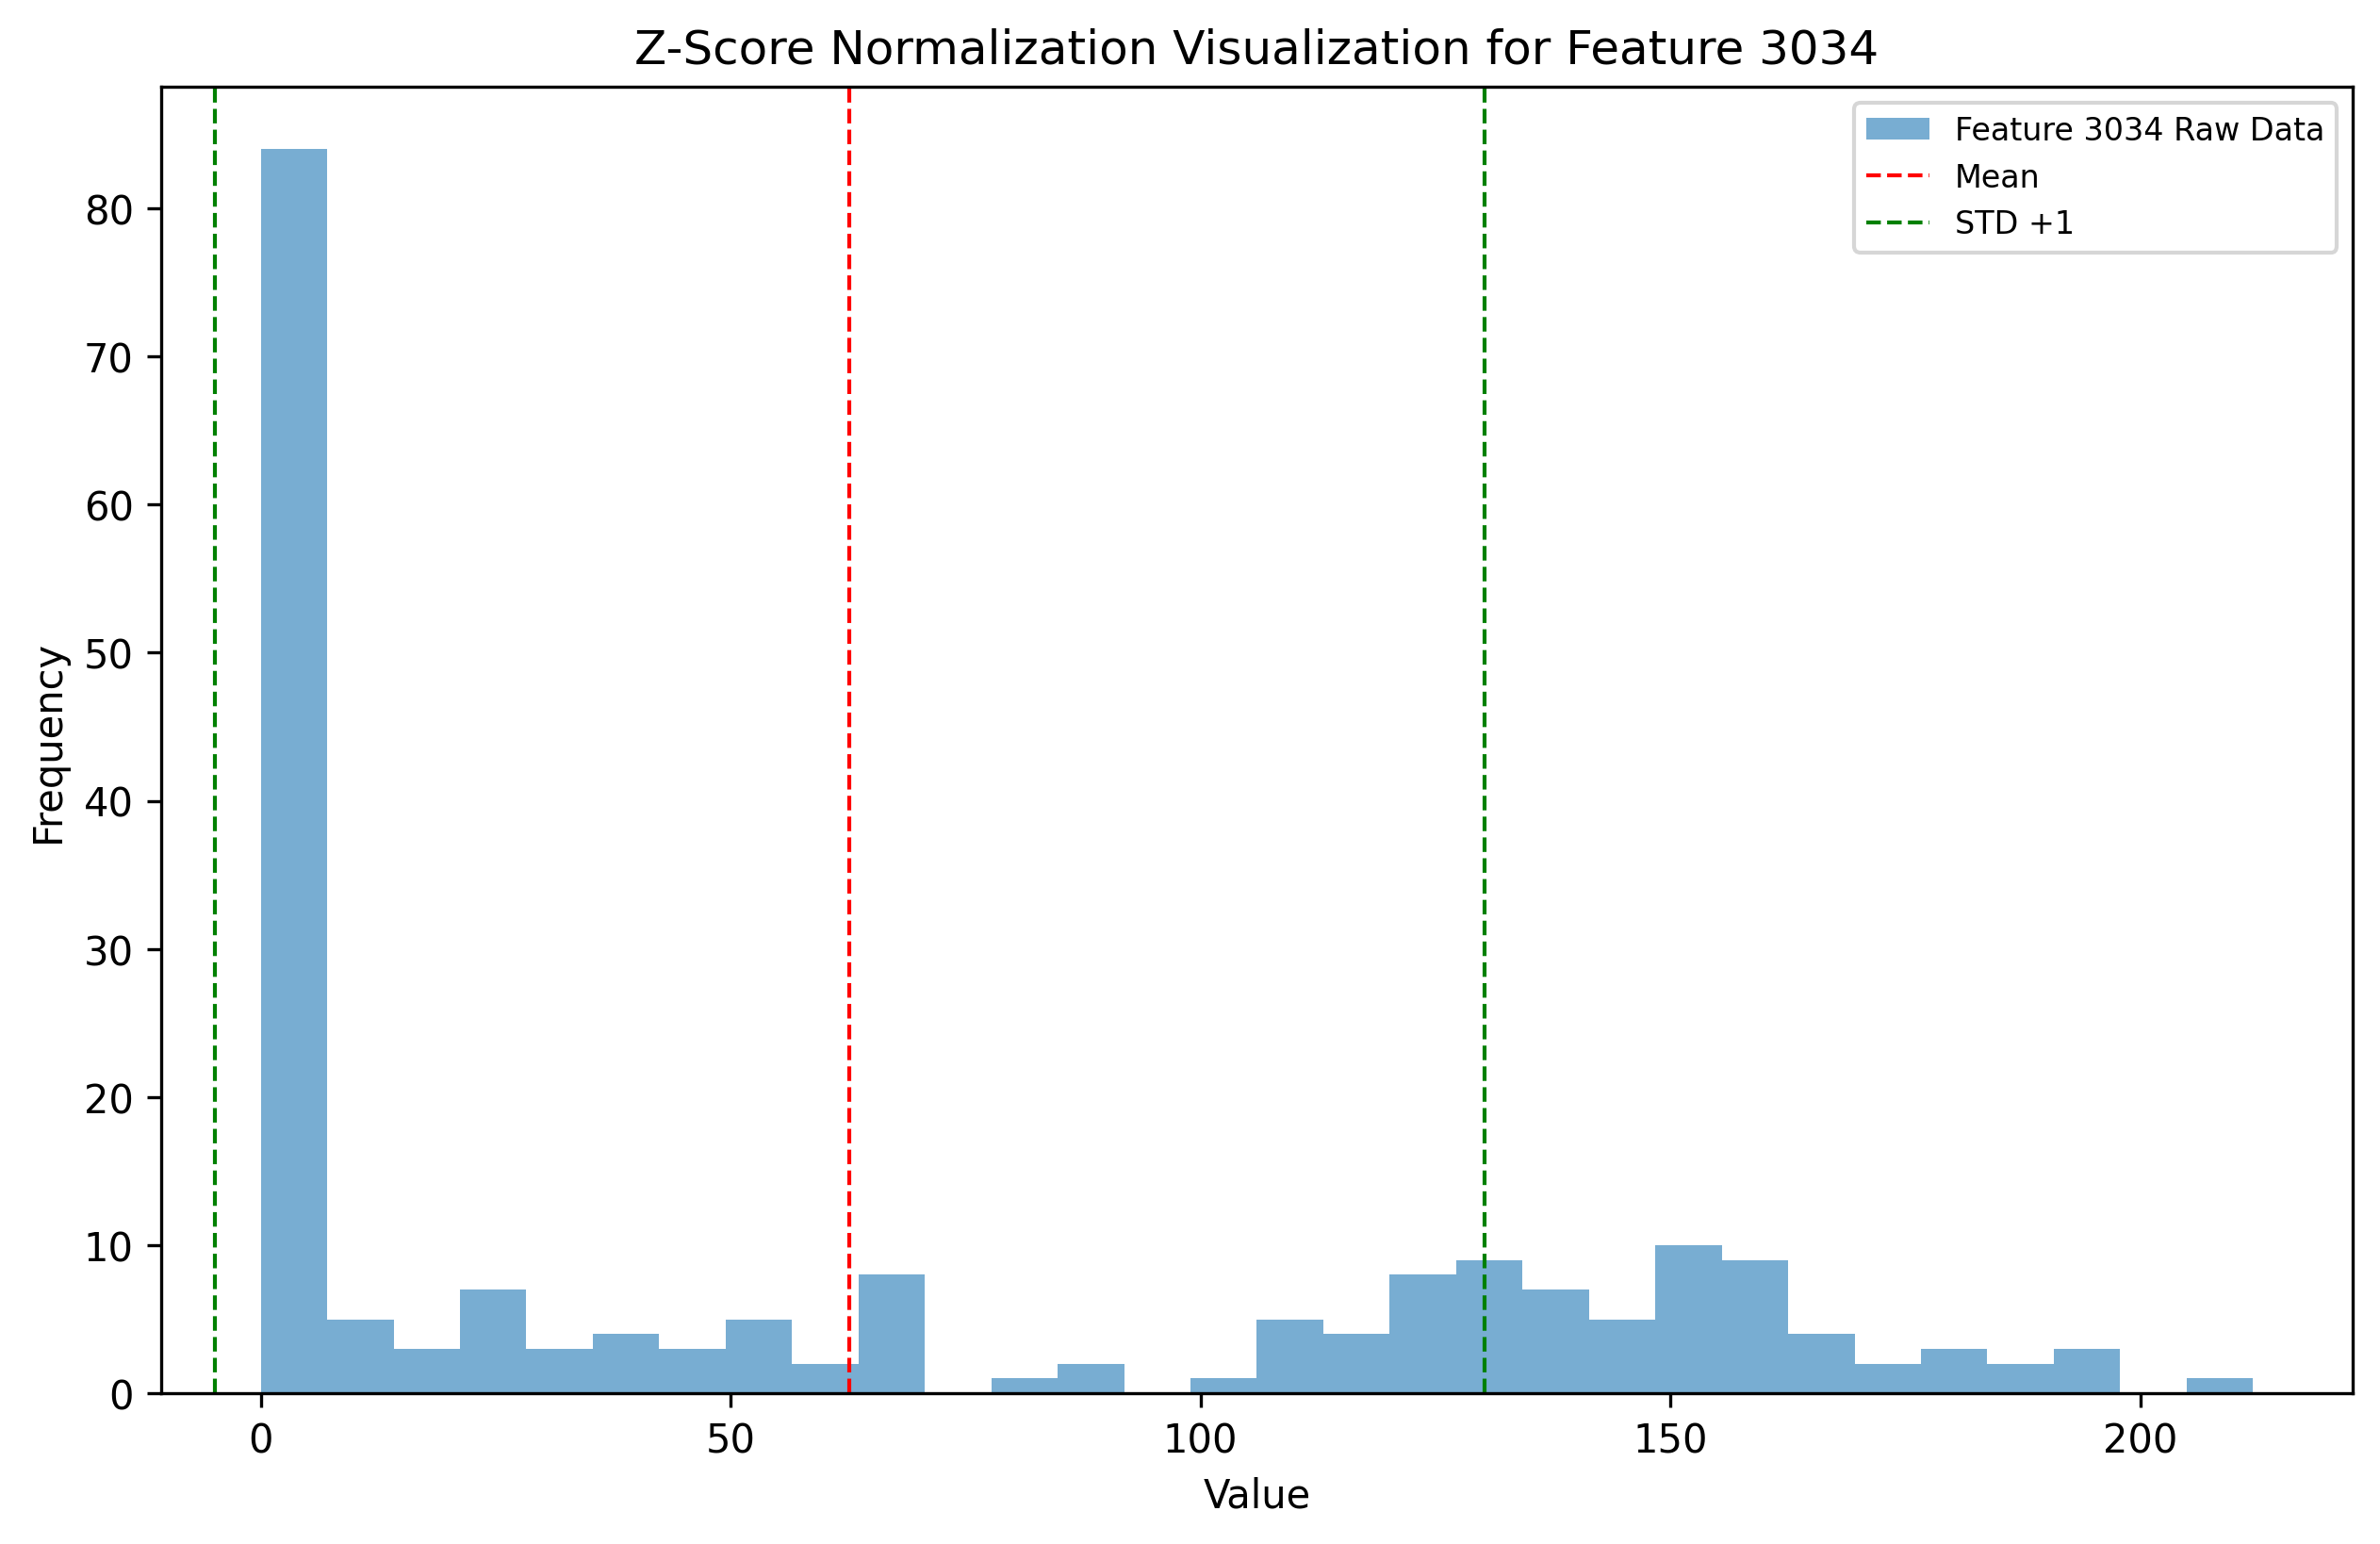 Z-Score Normalization Visualization for Feature 3034
Feature 3034 Raw Data
Mean
STD +1
80
70
60
50
40
30
20
10
0
Frequency
0 50 100 150 200
Value